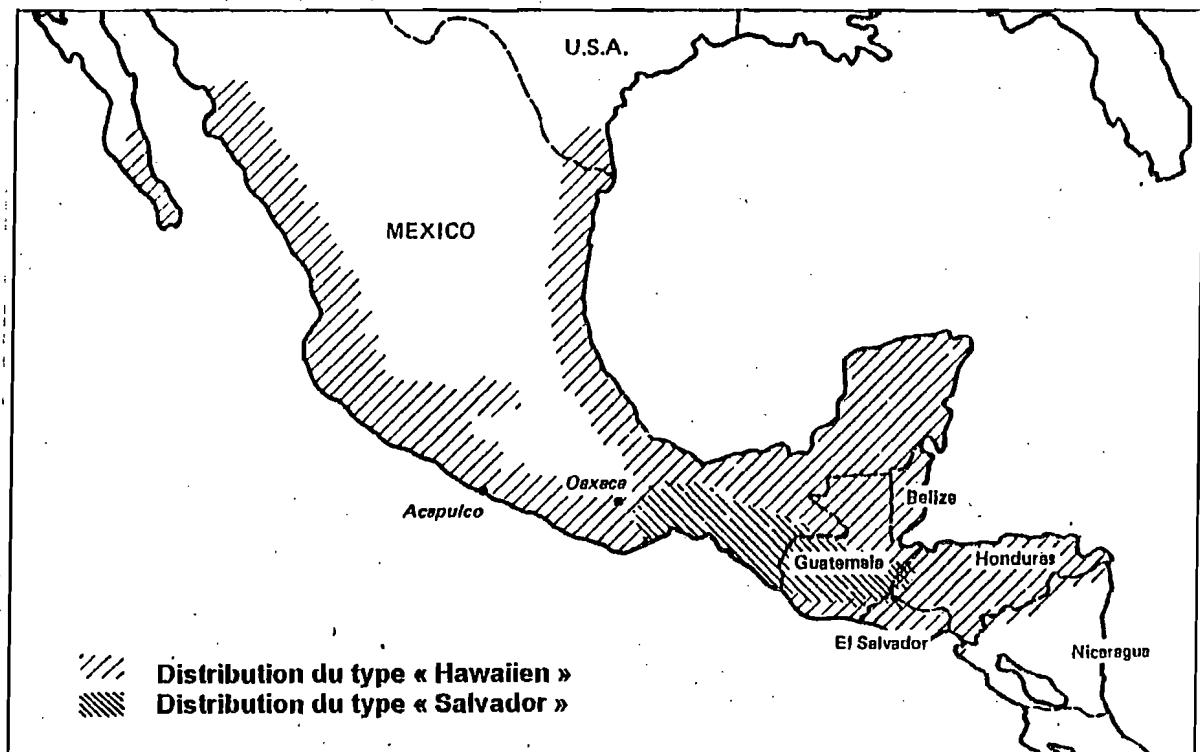 U.S.A.
MEXICO
Oaxaca
Acapulco
Belize
Guatemala
Honduras
El Salvador
Nicaragua
Distribution du type « Hawaiien »
Distribution du type « Salvador »